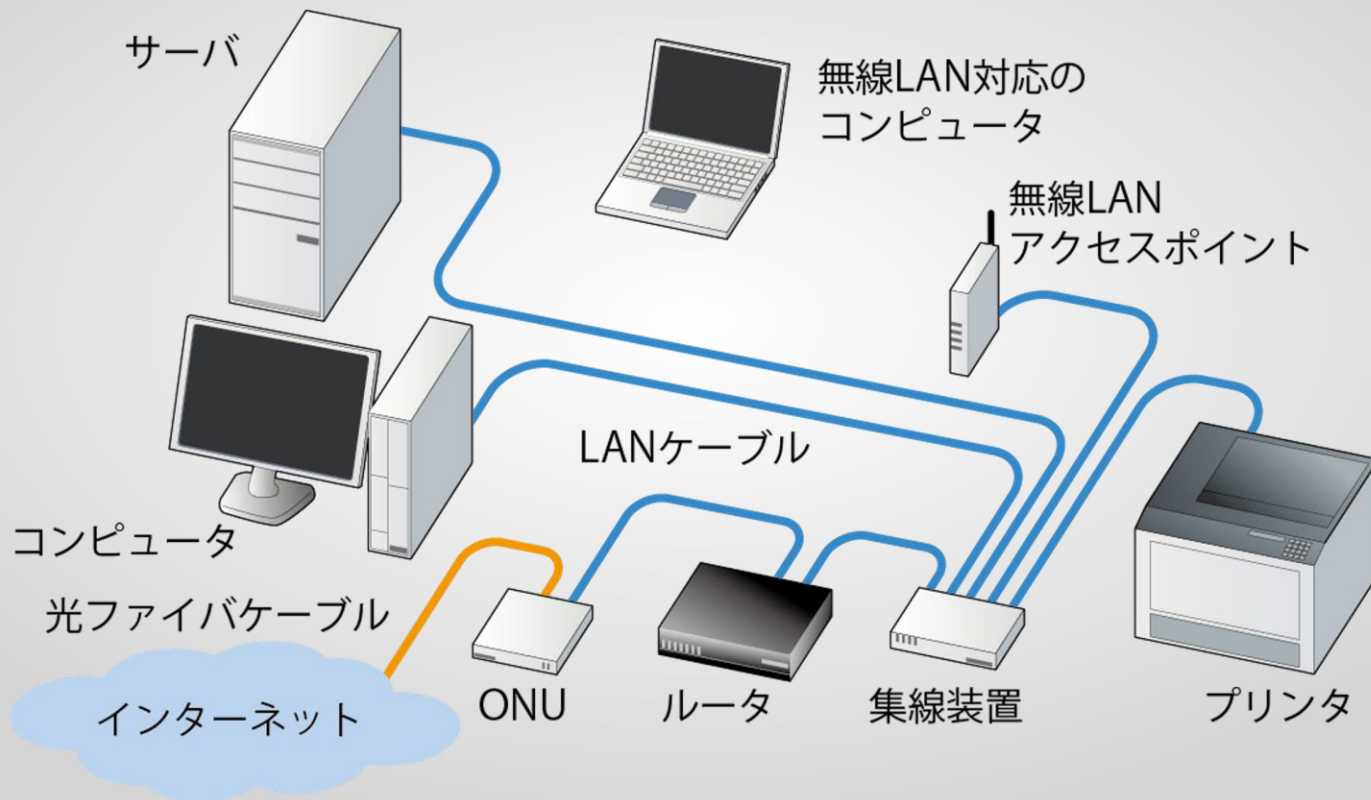 サーバ
無線LAN対応の
コンピュータ
無線LAN
アクセスポイント
LANケーブル
コンピュータ
光ファイバケーブル
インターネット
ONU
ルータ
集線装置
プリンタ